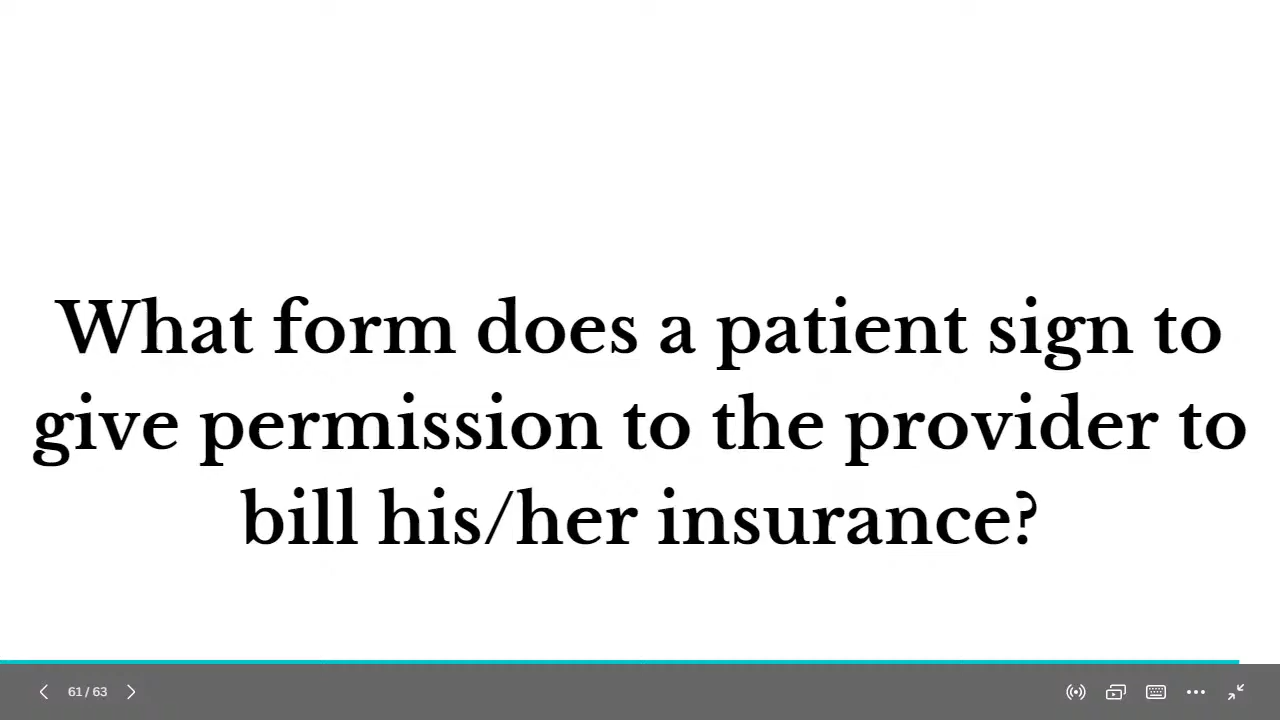 What form does a patient sign to
give permission to the provider to
bill his/her insurance?
61 / 63